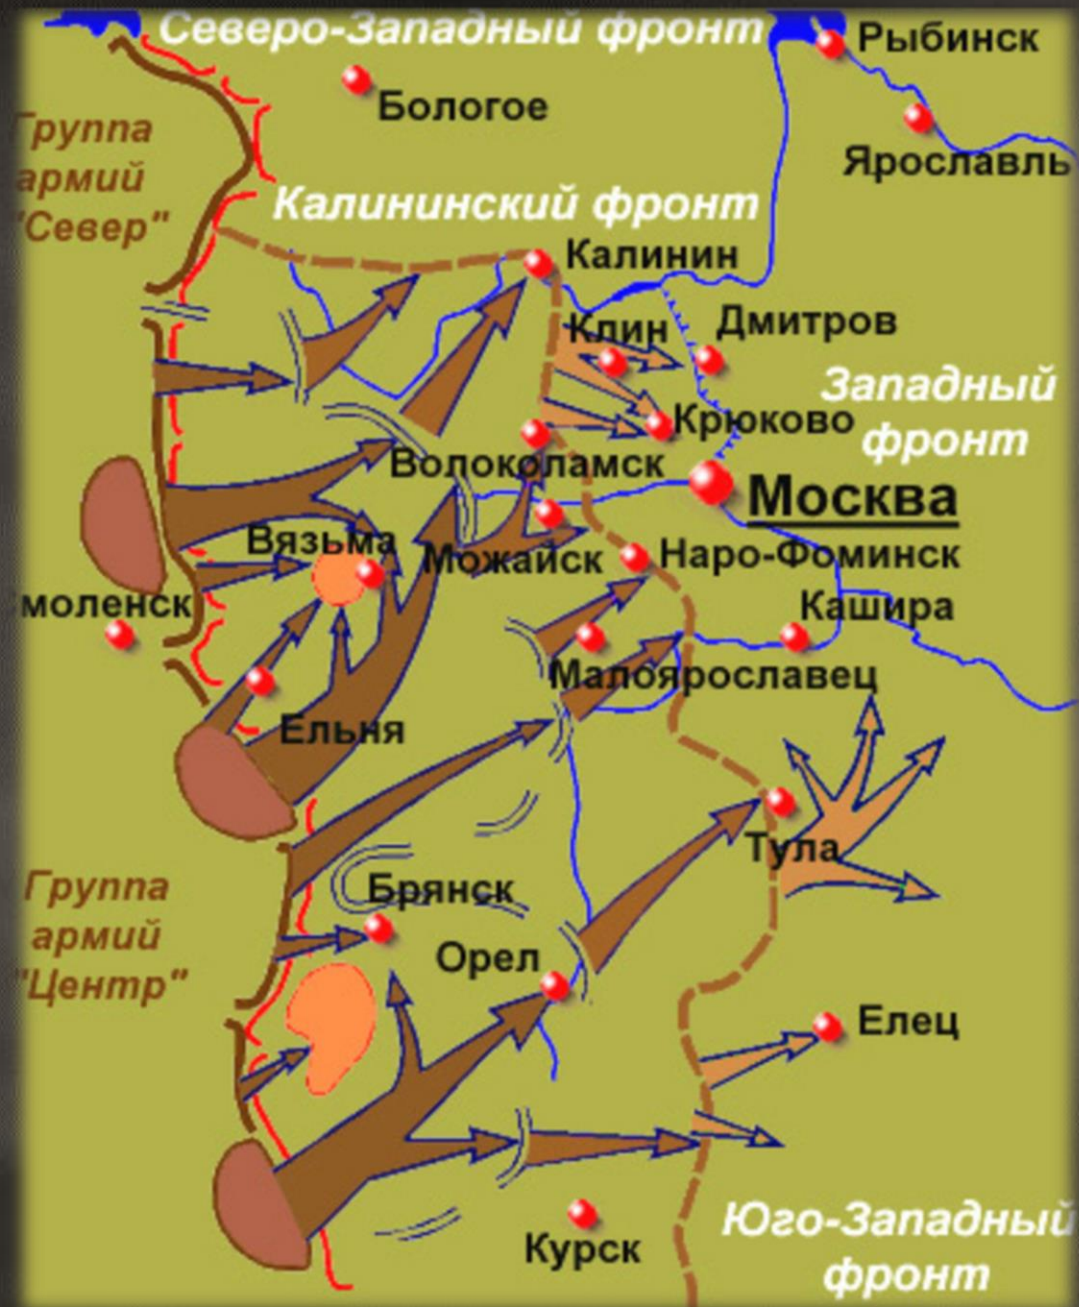 Северо-Западный фронт
Рыбинск
Бологое
Ярославль
Группа
армий
"Север"
Калининский фронт
Калинин
Клин
Дмитров
Западный
фронт
Крюково
Волоколамск
Москва
Вязьма
Можайск
Наро-Фоминск
моленск
Кашира
Малоярославец
Ельня
Тула
Группа
армий
"Центр"
Брянск
Орел
Елец
Курск
Юго-Западный
фронт